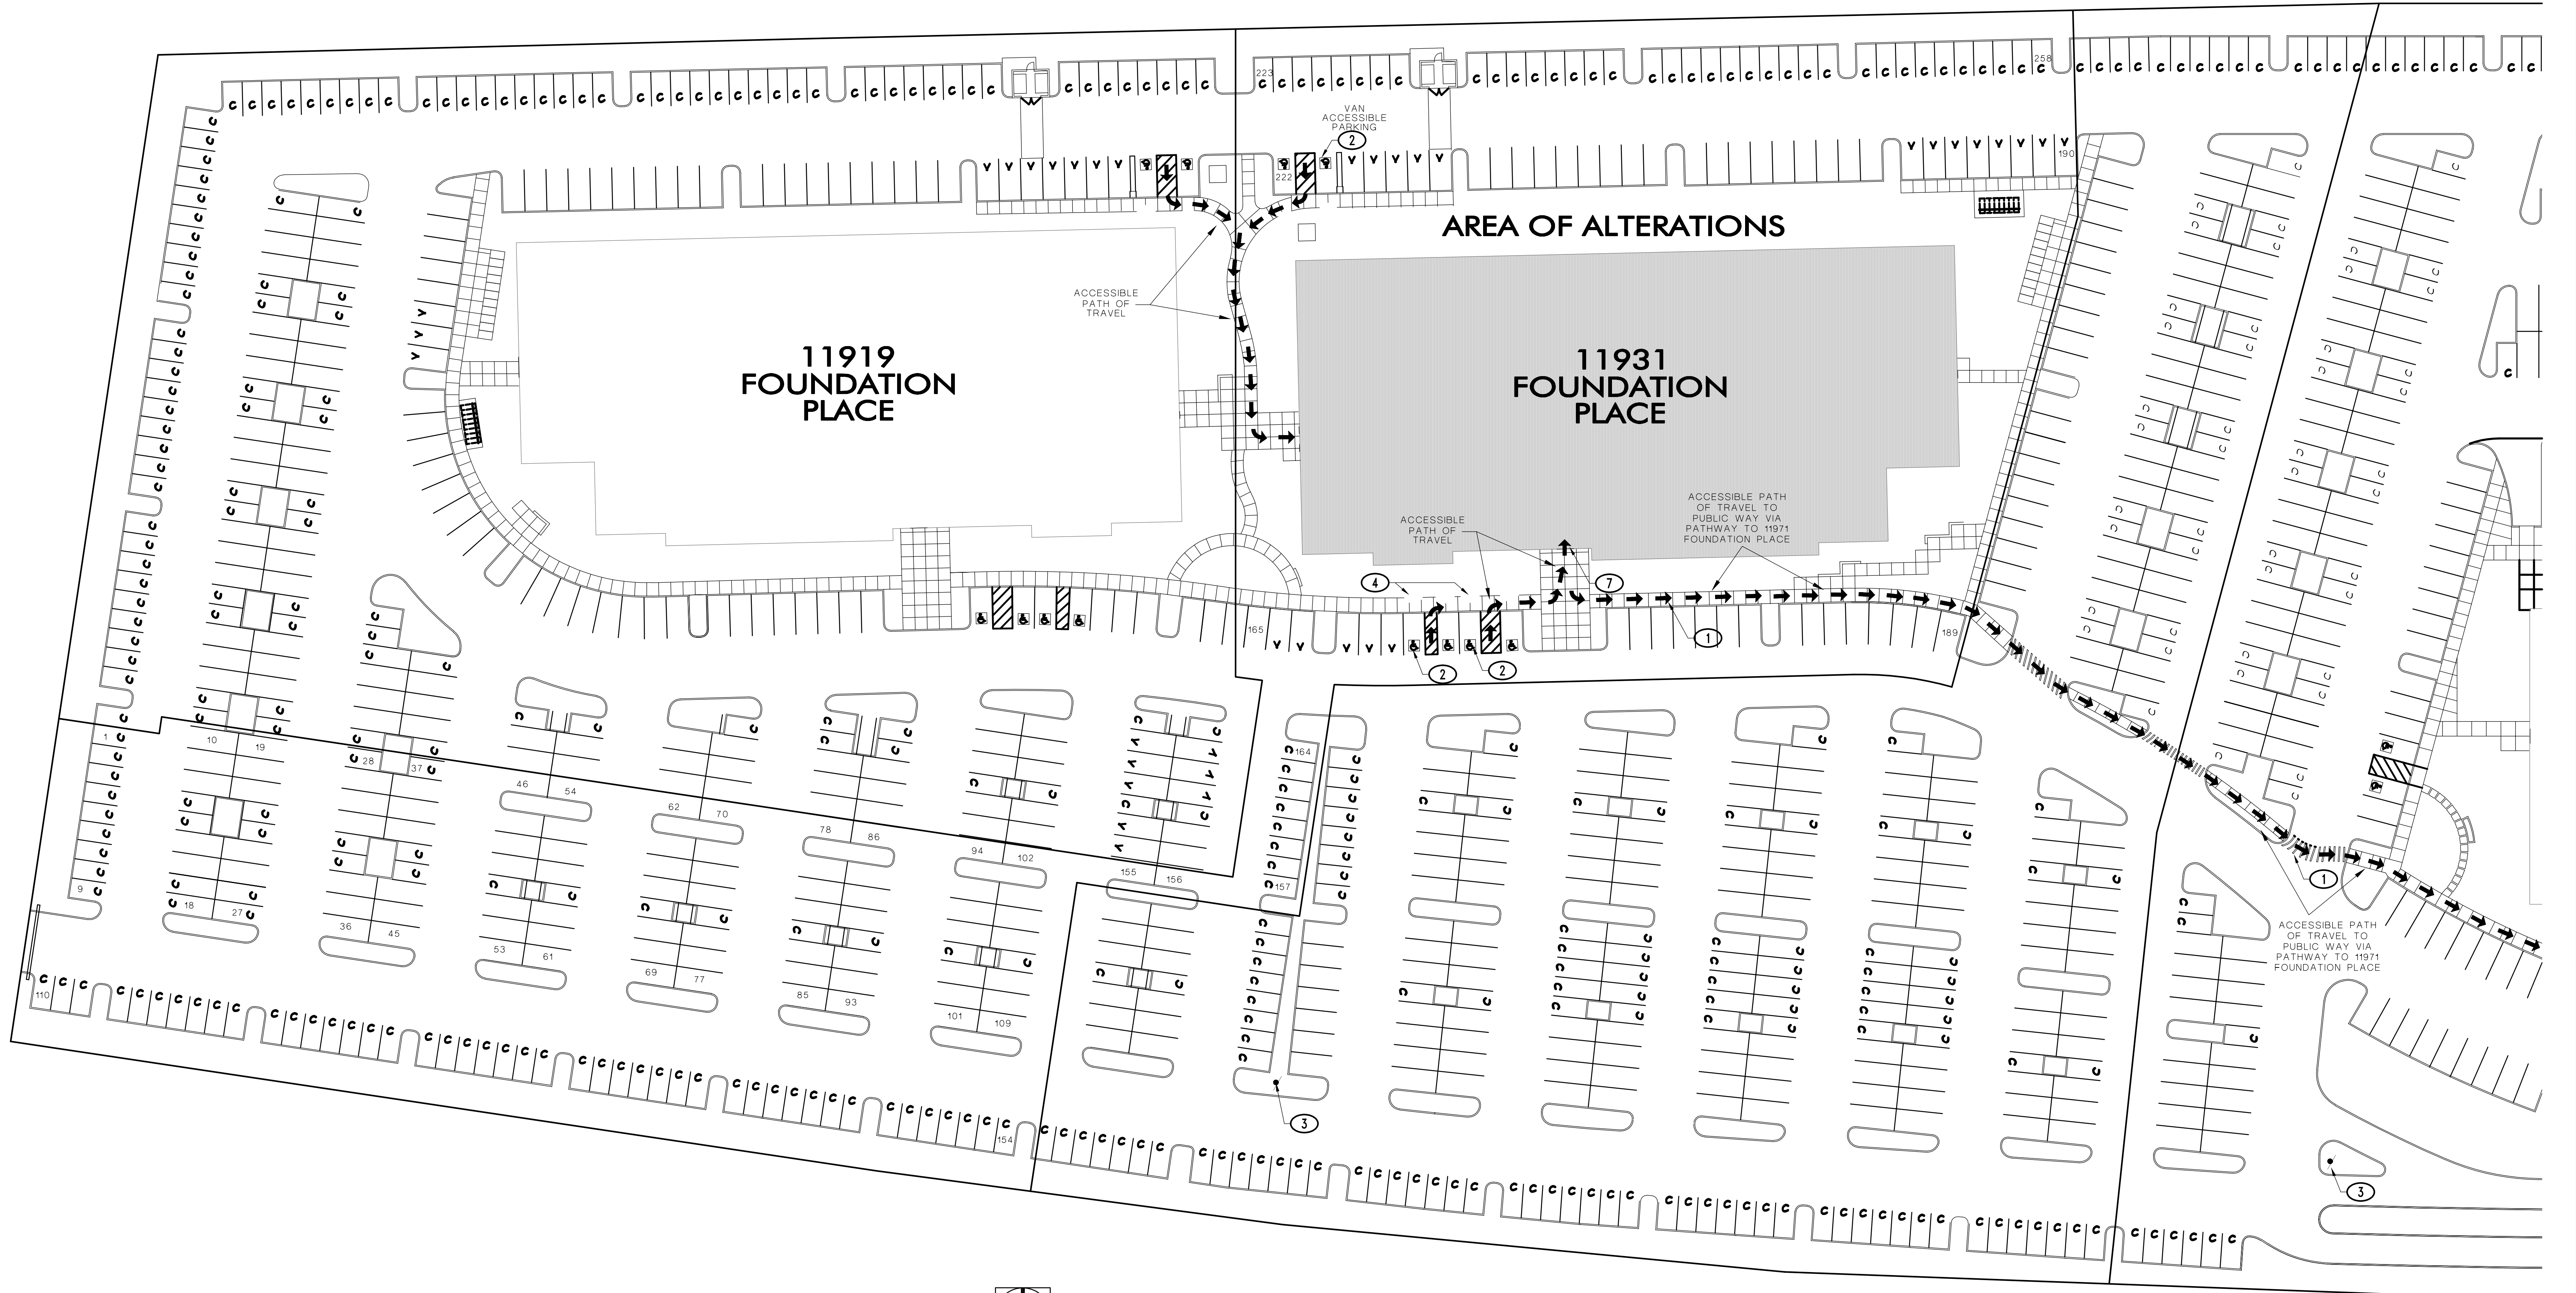 223
258
VAN
ACCESSIBLE
PARKING
2
222
190
AREA OF ALTERATIONS
ACCESSIBLE
PATH OF
TRAVEL
11919
FOUNDATION
PLACE
11931
FOUNDATION
PLACE
ACCESSIBLE
PATH OF
TRAVEL
ACCESSIBLE PATH
OF TRAVEL TO
PUBLIC WAY VIA
PATHWAY TO 11971
FOUNDATION PLACE
4
7
165
1
189
2
2
1
10
19
28
37
46
54
62
70
78
86
94
102
155
156
164
157
9
18
27
36
45
53
61
69
77
85
93
101
109
110
154
3
1
ACCESSIBLE PATH
OF TRAVEL TO
PUBLIC WAY VIA
PATHWAY TO 11971
FOUNDATION PLACE
3